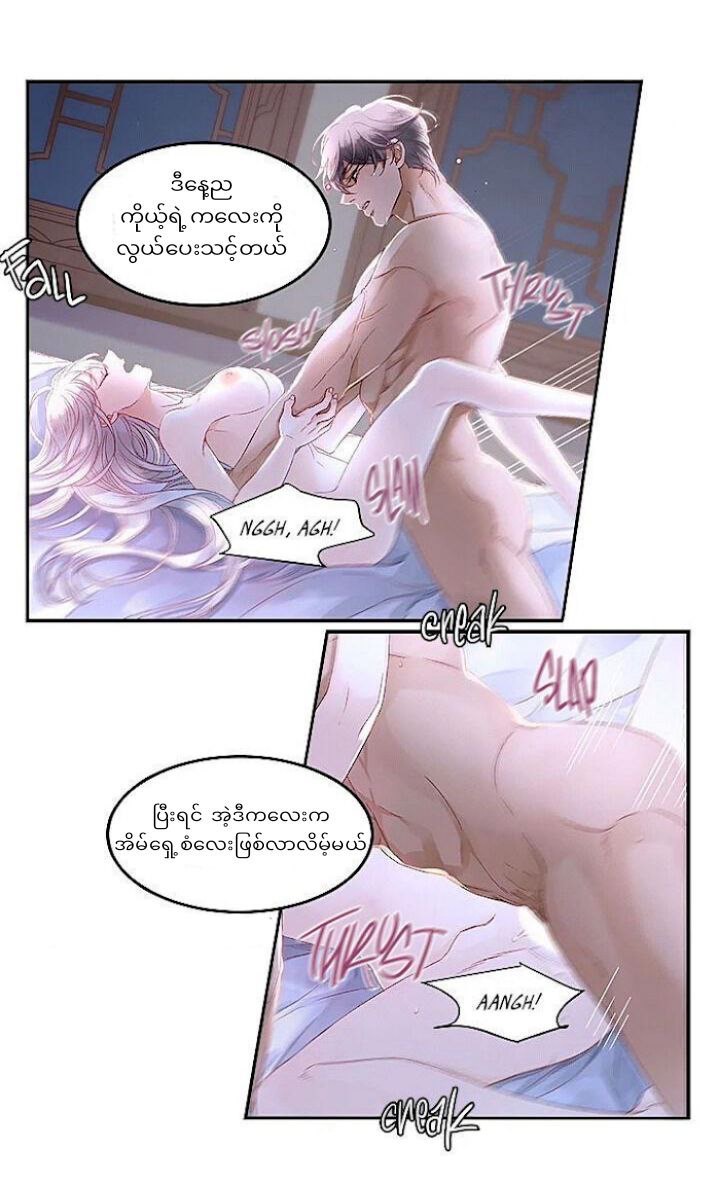 ဒီနေ့ည
ကိုယ့်ရဲ့ကလေးကို
လွယ်ပေးသင့်တယ်
FALL
THRUST
SLOSH
SLAM
NGGH, AGH!
creak
SLAP
ပြီးရင် အဲ့ဒီကလေးက
အိမ်ရှေ့စံလေးဖြစ်လာလိမ့်မယ်
THRUST
AANGH!
creak